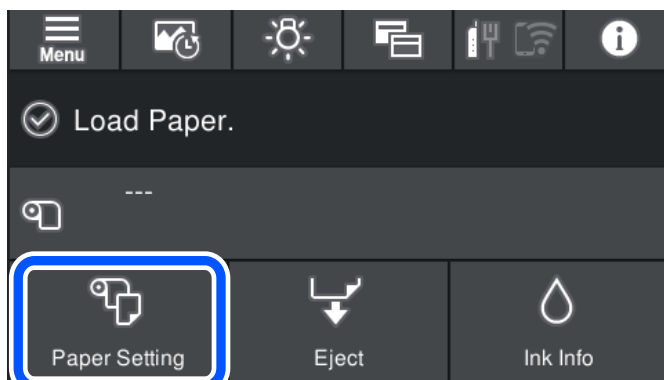 Menu
i
Load Paper.
---
Paper Setting
Eject
Ink Info